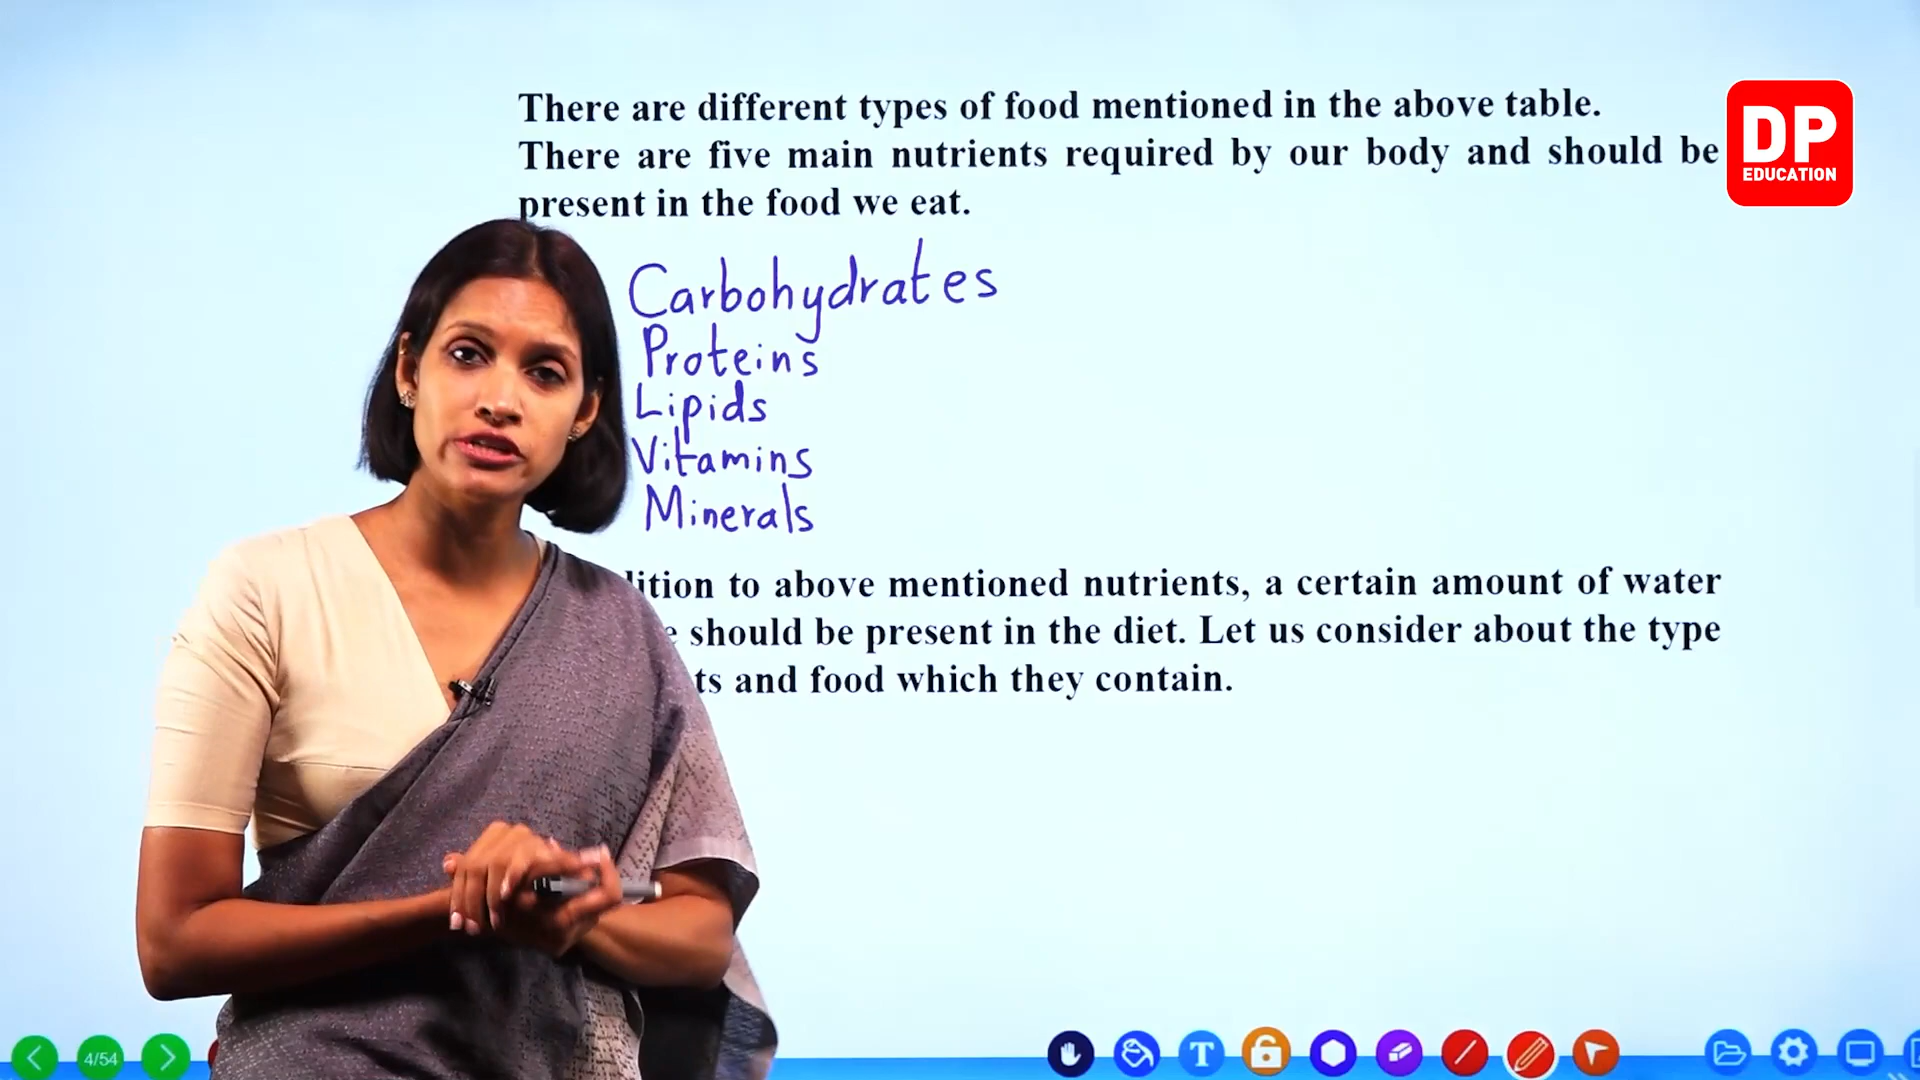 There are different types of food mentioned in the above table.
There are five main nutrients required by our body and should be
present in the food we eat.
DP
EDUCATION
Carbohydrates
Proteins
Lipids
Vitamins
Minerals
to above mentioned nutrients, a certain amount of water
should be present in the diet. Let us consider about the type
and food which they contain.
4/54
T